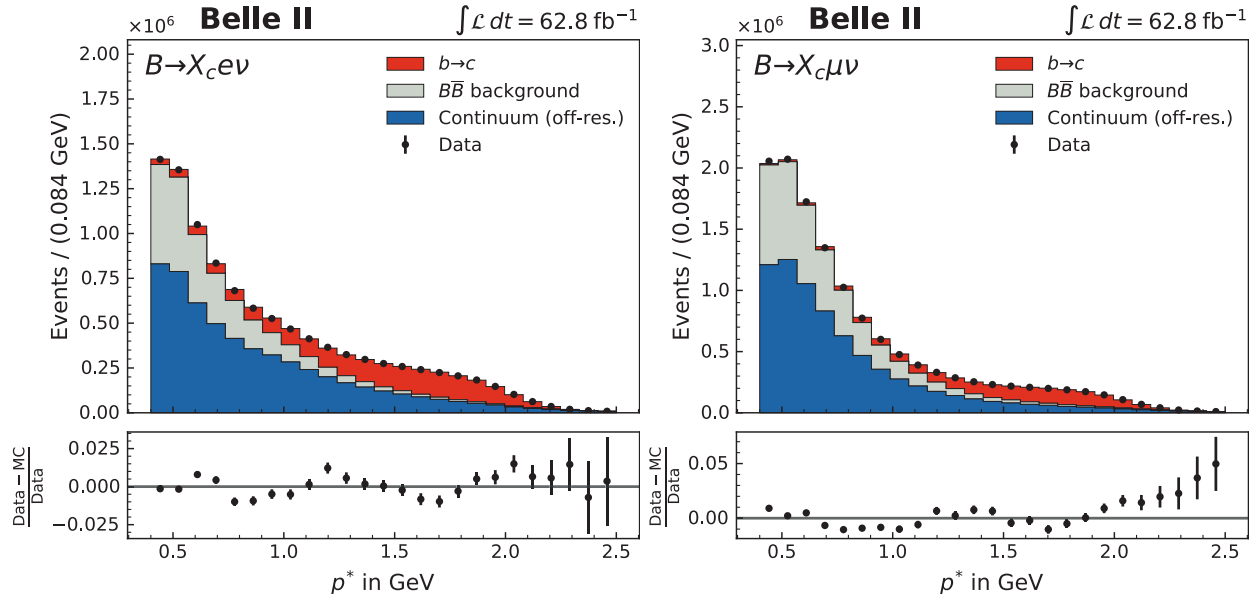 ×10⁶ Belle II ∫ℒ dt = 62.8 fb⁻¹
B→X_c eν
b→c
BB̅ background
Continuum (off-res.)
Data
Events / (0.084 GeV)
2.00
1.75
1.50
1.25
1.00
0.75
0.50
0.25
0.00
Data − MC
Data
0.025
0.000
−0.025
0.5 1.0 1.5 2.0 2.5
p* in GeV
×10⁶ Belle II ∫ℒ dt = 62.8 fb⁻¹
B→X_c μν
b→c
BB̅ background
Continuum (off-res.)
Data
Events / (0.084 GeV)
3.0
2.5
2.0
1.5
1.0
0.5
0.0
Data − MC
Data
0.05
0.00
0.5 1.0 1.5 2.0 2.5
p* in GeV